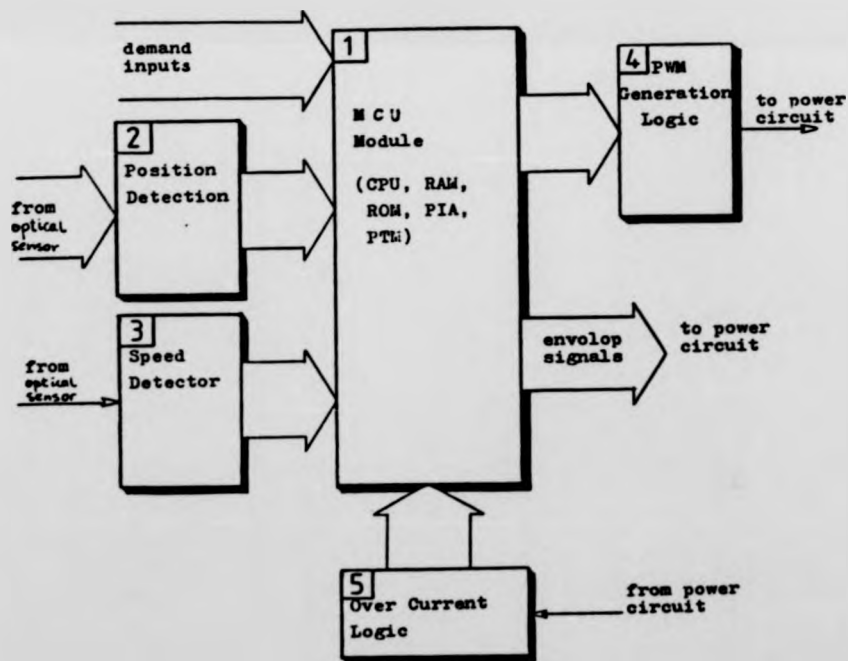 demand
inputs
1
MCU
Module
(CPU, RAM,
ROM, PIA,
PTM)
2
Position
Detection
from
optical
sensor
3
Speed
Detector
from optical
sensor
4
PWM
Generation
Logic
to power
circuit
envolop
signals
to power
circuit
5
Over Current
Logic
from power
circuit